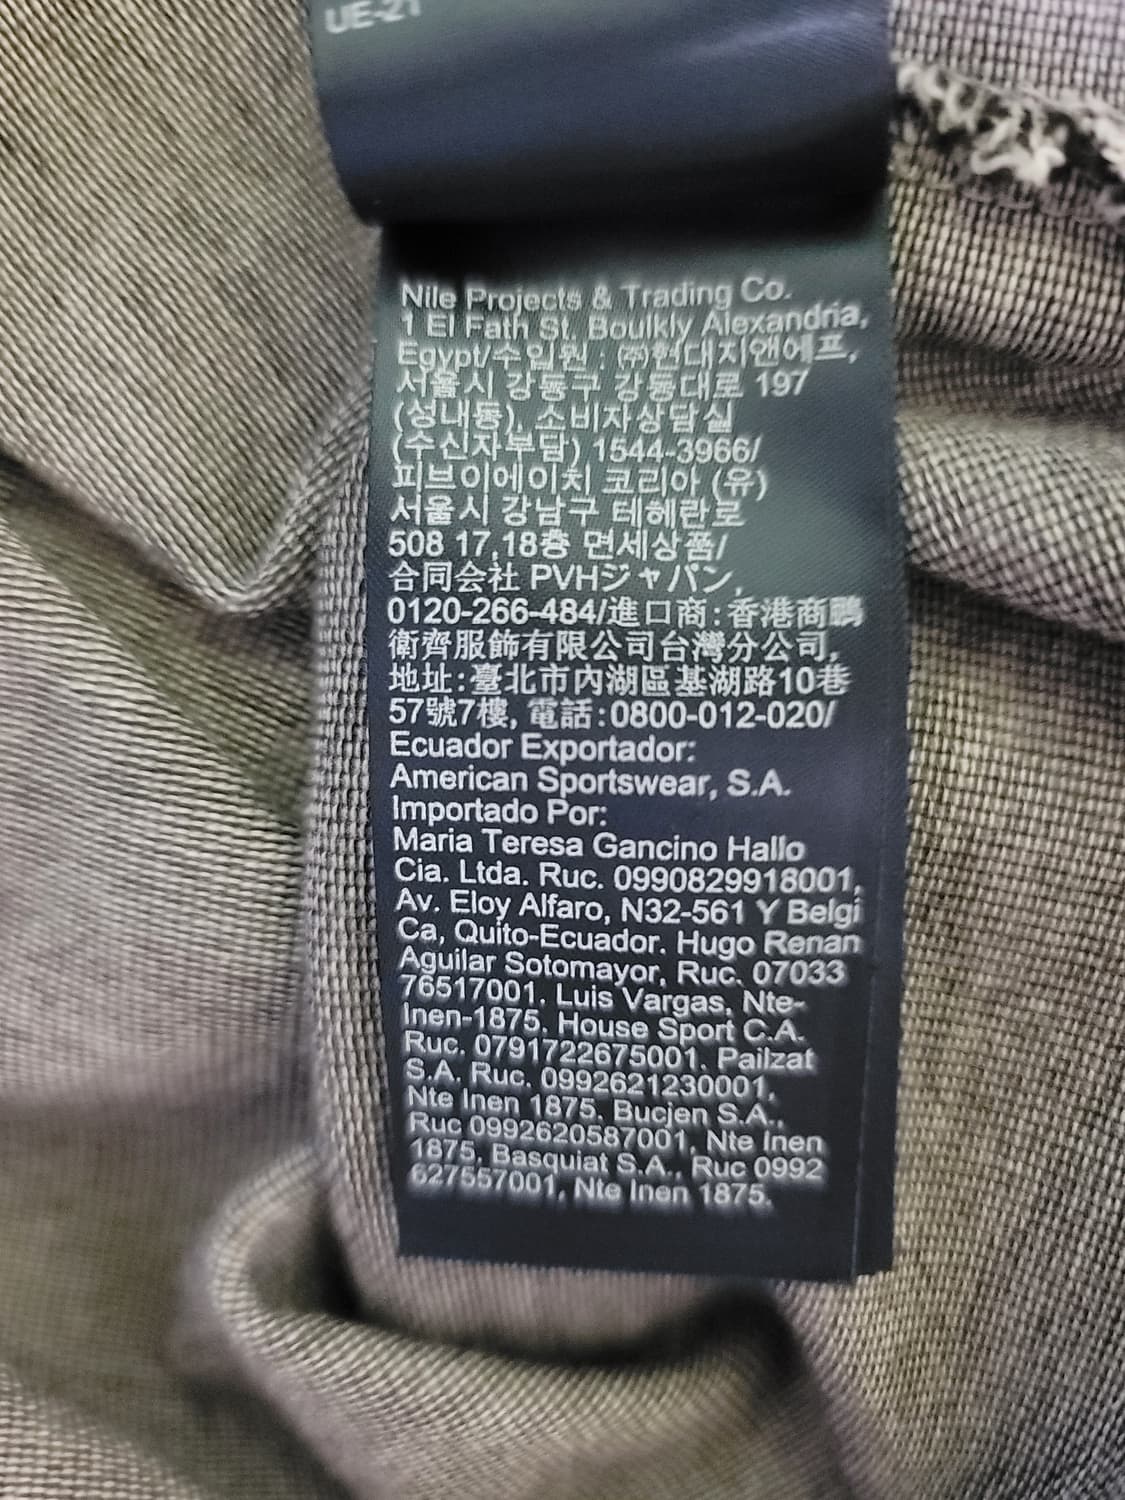 UE-21
Nile Projects & Trading Co.
1 El Fath St, Boulkly Alexandria,
Egypt/수입원 : ㈜현대지앤에프,
서울시 강동구 강동대로 197
(성내동), 소비자상담실
(수신자부담) 1544-3966/
피브이에이치 코리아 (유)
서울시 강남구 테헤란로
508 17,18층 면세상품/
合同会社 PVHジャパン,
0120-266-484/進口商:香港商鵬
衛齊服飾有限公司台灣分公司,
地址:臺北市內湖區基湖路10巷
57號7樓, 電話:0800-012-020/
Ecuador Exportador:
American Sportswear, S.A.
Importado Por:
Maria Teresa Gancino Hallo
Cia. Ltda. Ruc. 0990829918001,
Av. Eloy Alfaro, N32-561 Y Belgi
Ca, Quito-Ecuador. Hugo Renan
Aguilar Sotomayor, Ruc. 07033
76517001. Luis Vargas, Nte-
Inen-1875. House Sport C.A.
Ruc. 0791722675001. Pailzat
S.A. Ruc. 0992621230001,
Nte Inen 1875. Bucjen S.A.,
Ruc 0992620587001, Nte Inen
1875, Basquiat S.A., Ruc 0992
627557001, Nte Inen 1875.